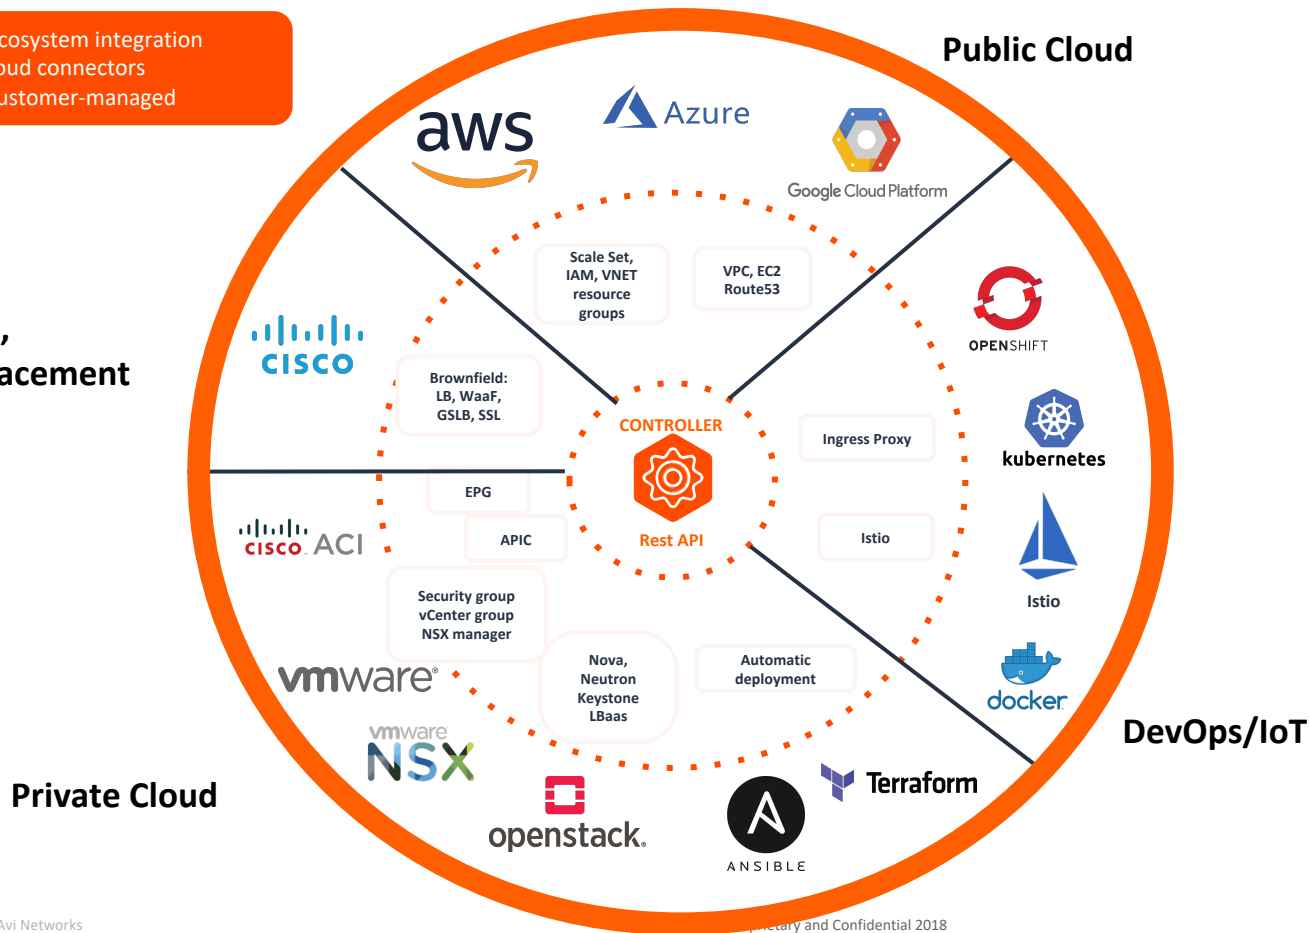 cosystem integration
oud connectors
ustomer-managed
Public Cloud
aws
Azure
Google Cloud Platform
Scale Set,
IAM, VNET
resource
groups
VPC, EC2
Route53
OPENSHIFT
CISCO
,
acement
Brownfield:
LB, WaaF,
GSLB, SSL
CONTROLLER
Ingress Proxy
kubernetes
EPG
CISCO ACI
APIC
Rest API
Istio
Istio
Security group
vCenter group
NSX manager
vmware®
Nova,
Neutron
Keystone
LBaas
Automatic
deployment
docker
DevOps/IoT
vmware
NSX
Private Cloud
openstack.
Terraform
ANSIBLE
Avi Networks
prietary and Confidential 2018